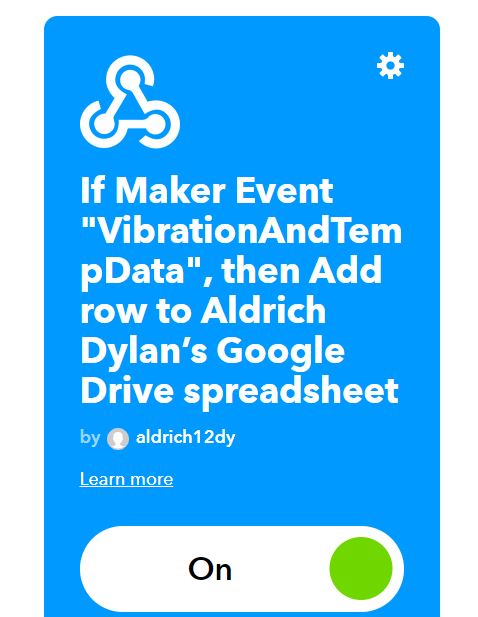 If Maker Event
"VibrationAndTem
pData", then Add
row to Aldrich
Dylan’s Google
Drive spreadsheet
by aldrich12dy
Learn more
On